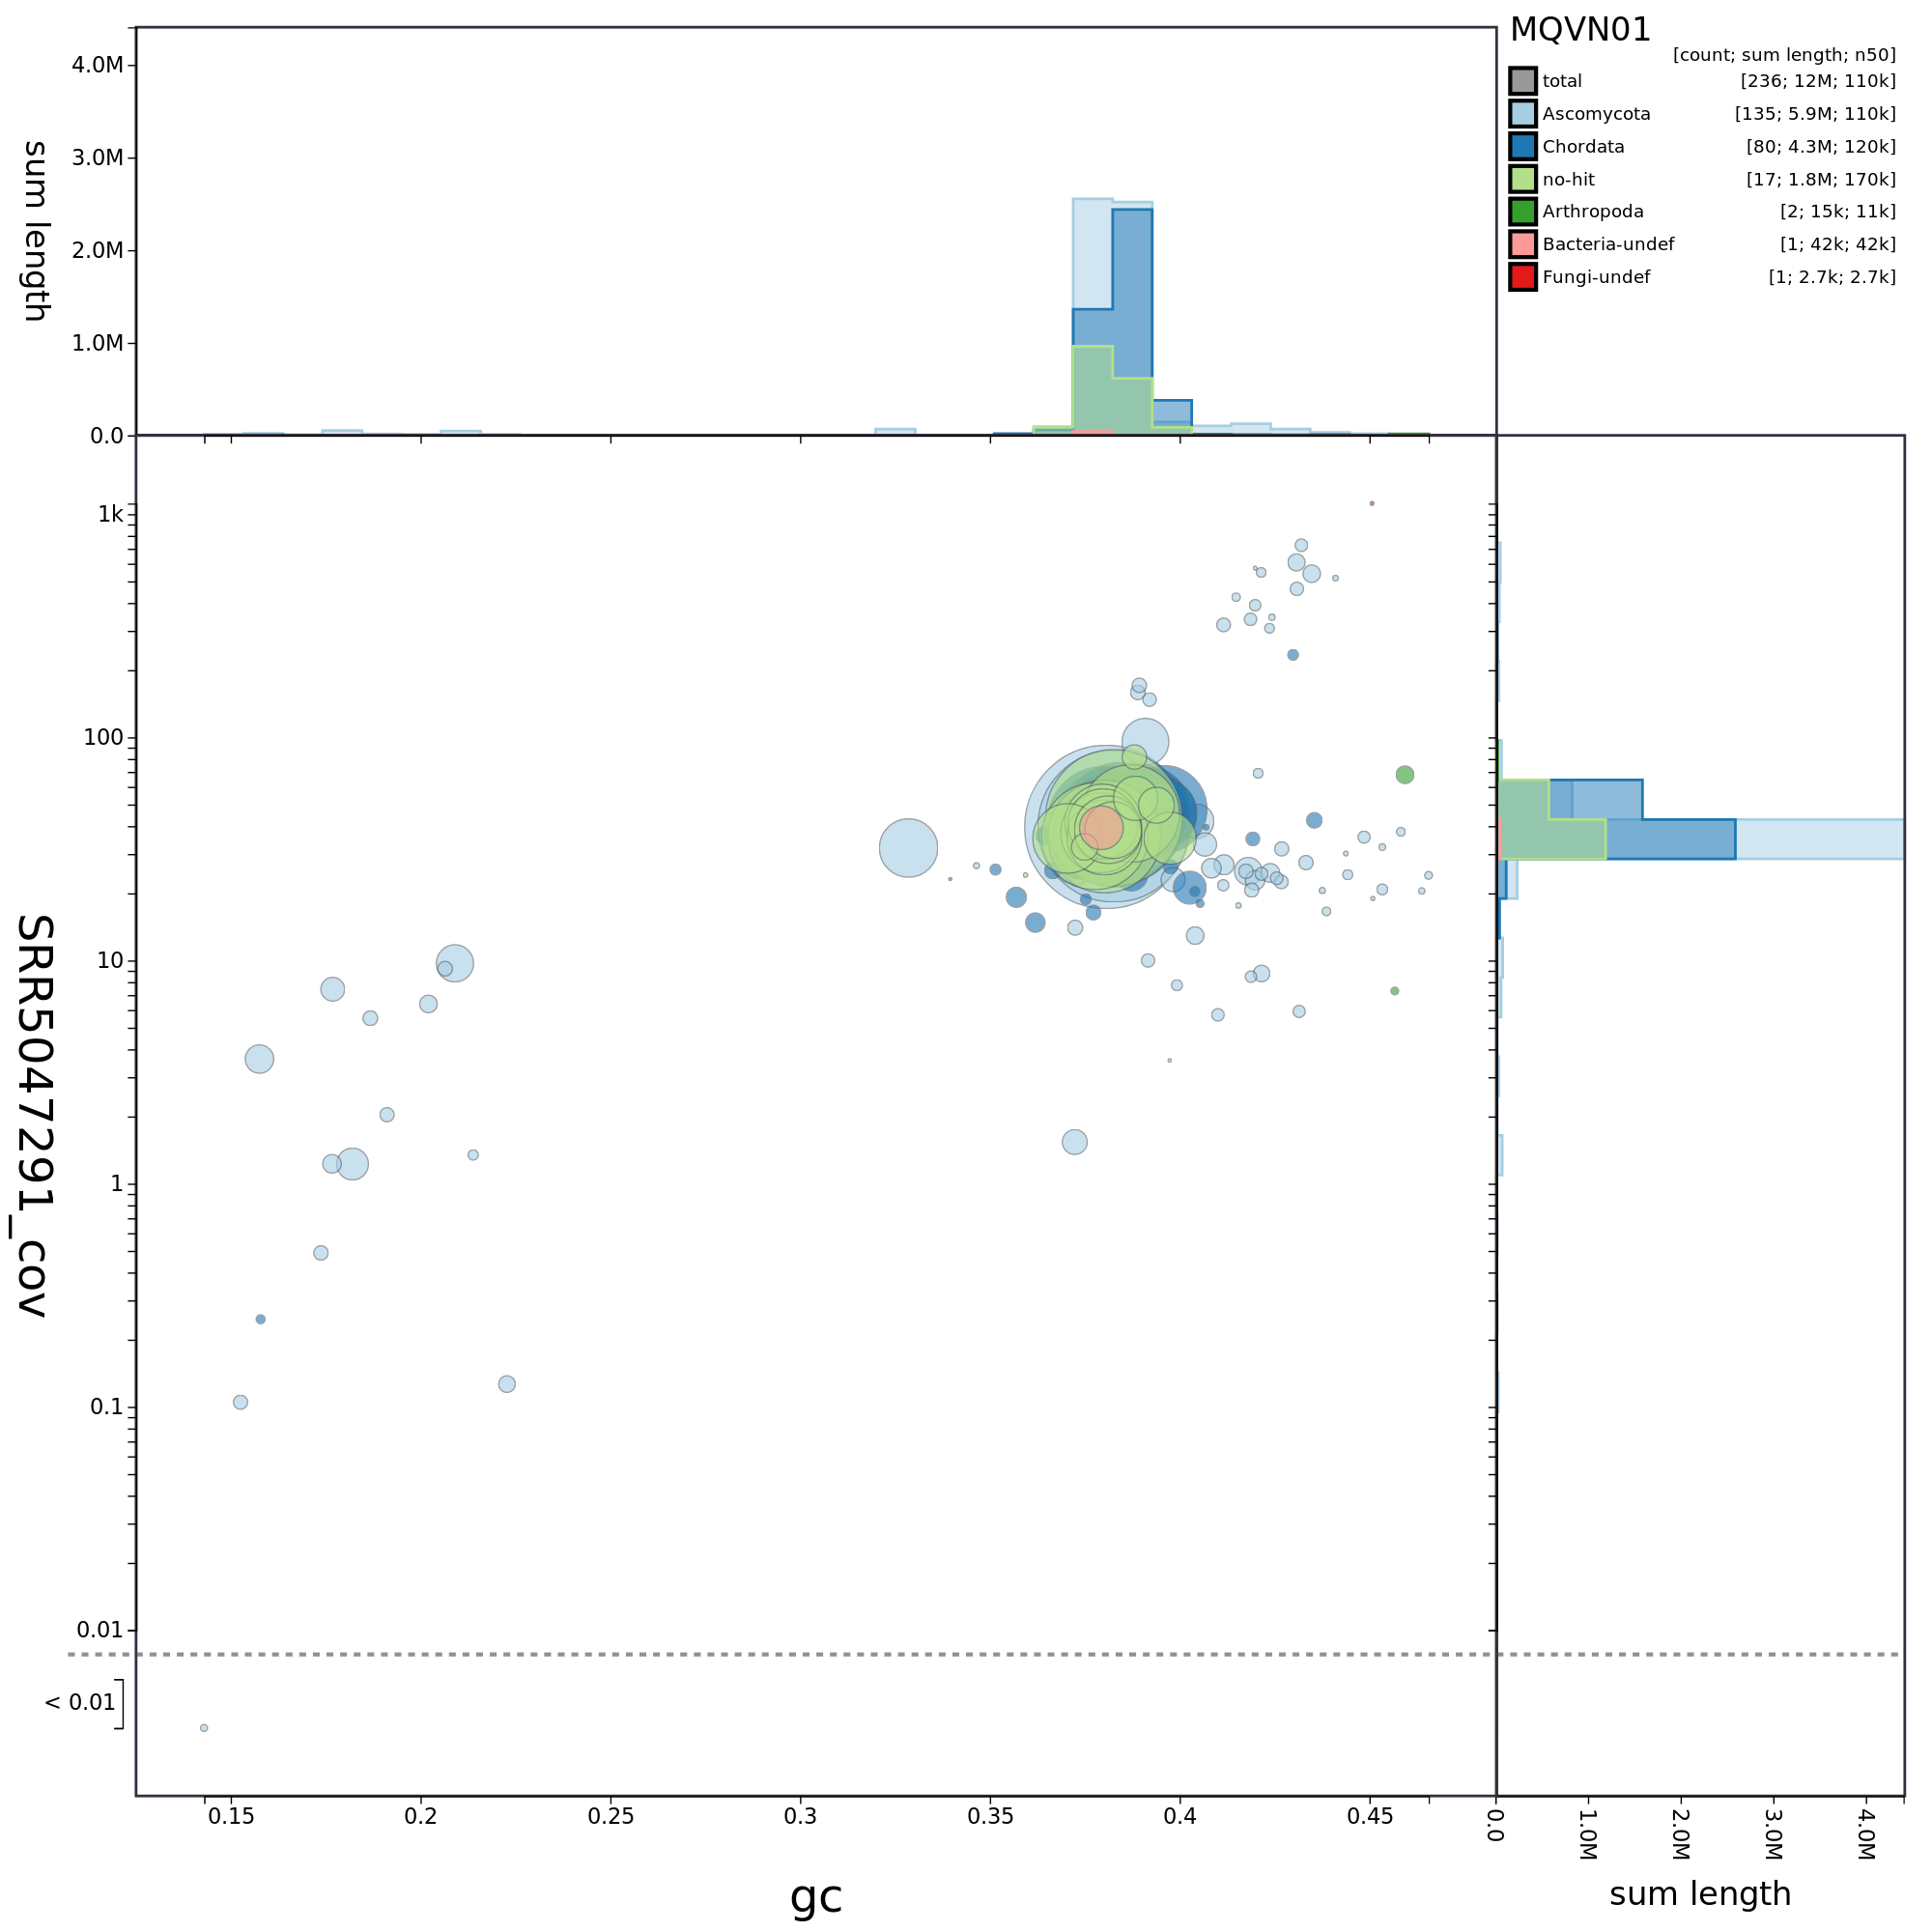 MQVN01
[count; sum length; n50]
total [236; 12M; 110k]
Ascomycota [135; 5.9M; 110k]
Chordata [80; 4.3M; 120k]
no-hit [17; 1.8M; 170k]
Arthropoda [2; 15k; 11k]
Bacteria-undef [1; 42k; 42k]
Fungi-undef [1; 2.7k; 2.7k]
sum length
4.0M
3.0M
2.0M
1.0M
0.0
SRR5047291_cov
1k
100
10
1
0.1
0.01
< 0.01
0.15 0.2 0.25 0.3 0.35 0.4 0.45
gc
0.0 1.0M 2.0M 3.0M 4.0M
sum length